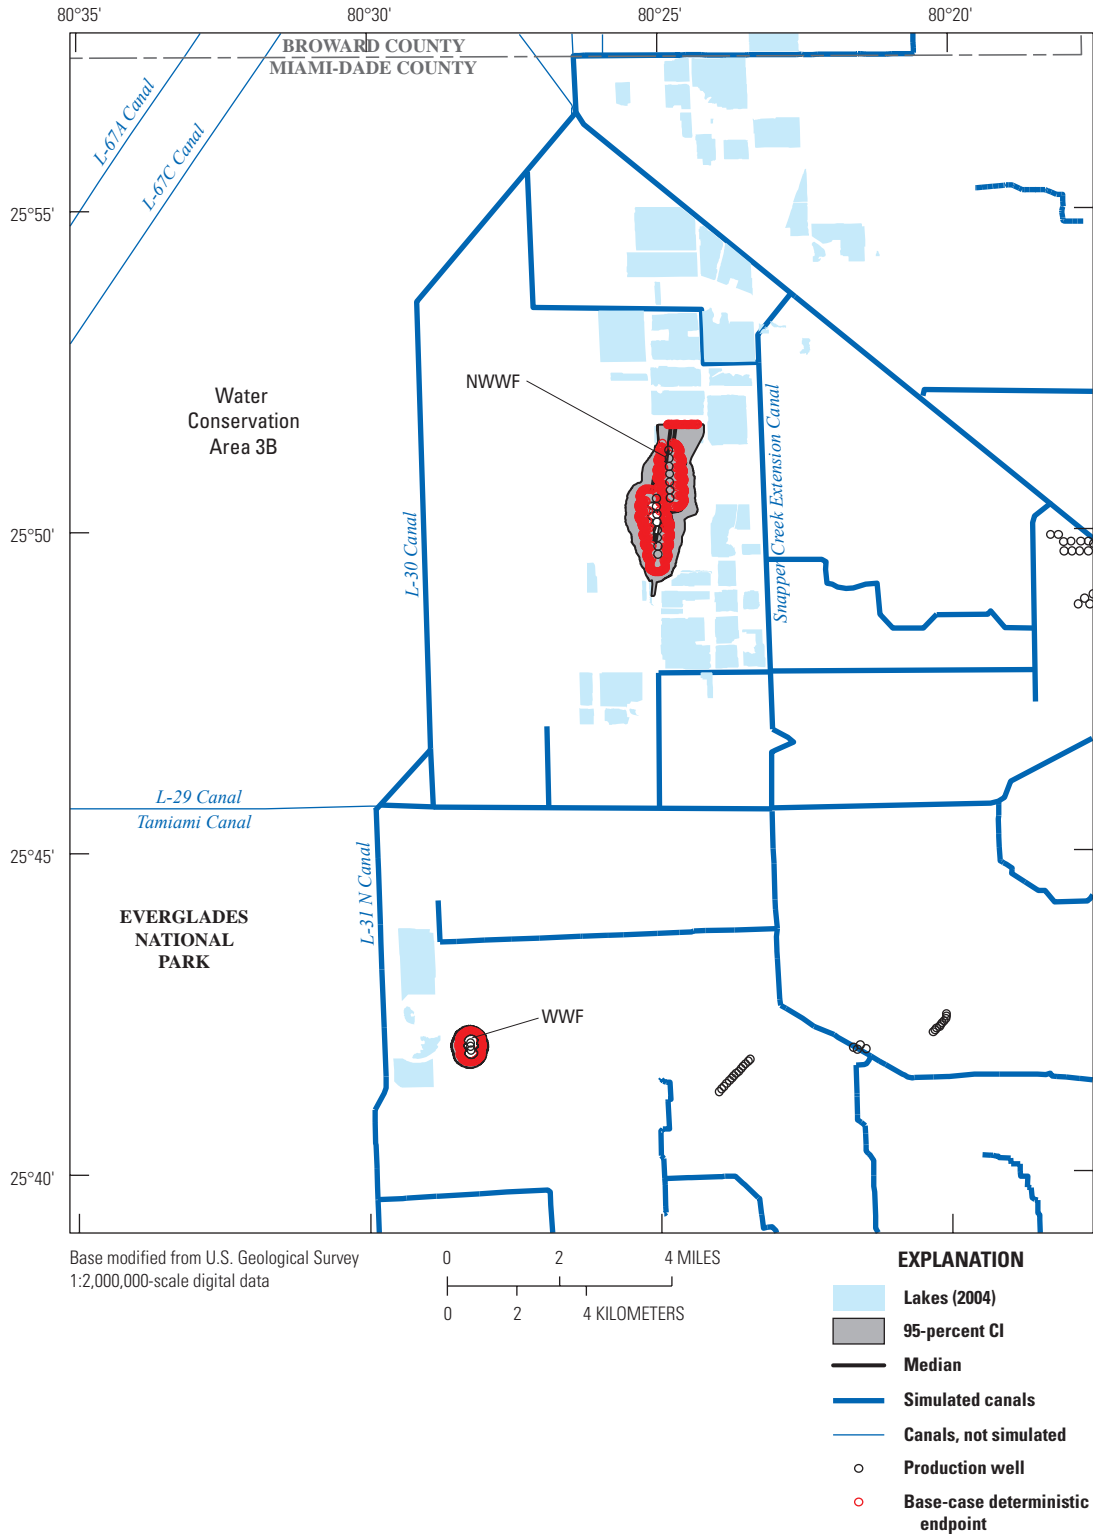 80°35'
80°30'
80°25'
80°20'
BROWARD COUNTY
MIAMI-DADE COUNTY
L-67A Canal
L-67C Canal
25°55'
Water
Conservation
Area 3B
NWWF
Snapper Creek Extension Canal
25°50'
L-30 Canal
L-29 Canal
Tamiami Canal
25°45'
L-31 N Canal
EVERGLADES
NATIONAL
PARK
WWF
25°40'
Base modified from U.S. Geological Survey
1:2,000,000-scale digital data
0 2 4 MILES
0 2 4 KILOMETERS
EXPLANATION
Lakes (2004)
95-percent CI
Median
Simulated canals
Canals, not simulated
Production well
Base-case deterministic
endpoint